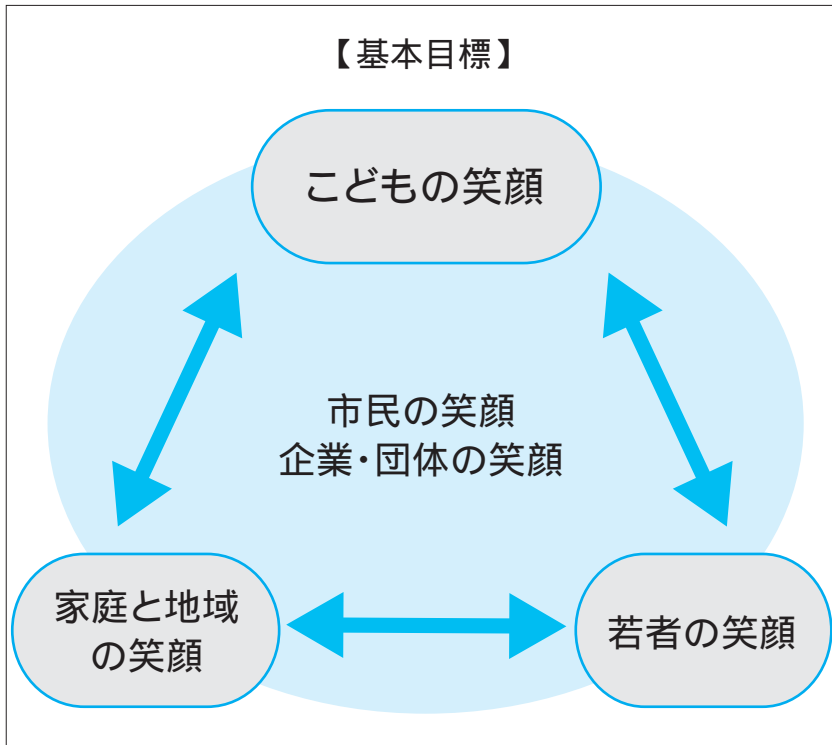 【基本目標】
こどもの笑顔
市民の笑顔
企業・団体の笑顔
家庭と地域
の笑顔
若者の笑顔